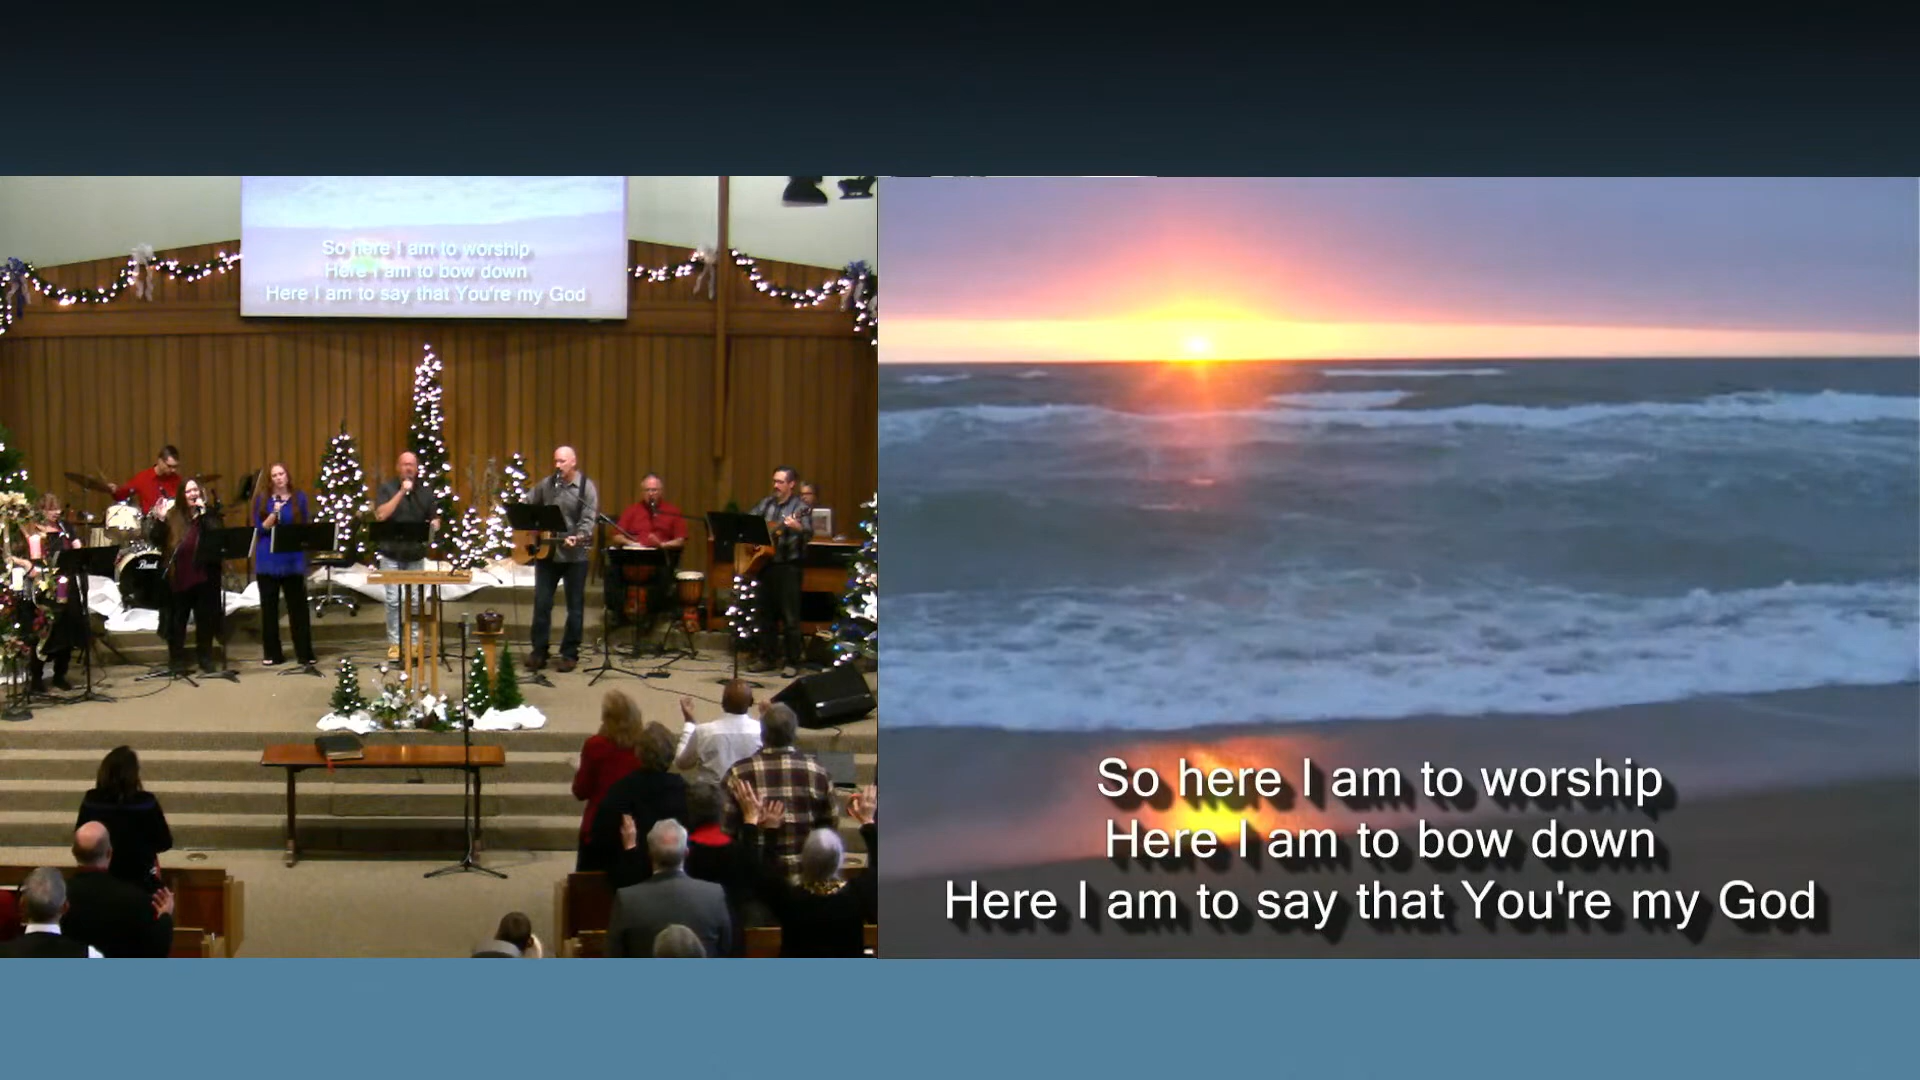 So here I am to worship
Here I am to bow down
Here I am to say that You're my God
So here I am to worship
Here I am to bow down
Here I am to say that You're my God
Pearl